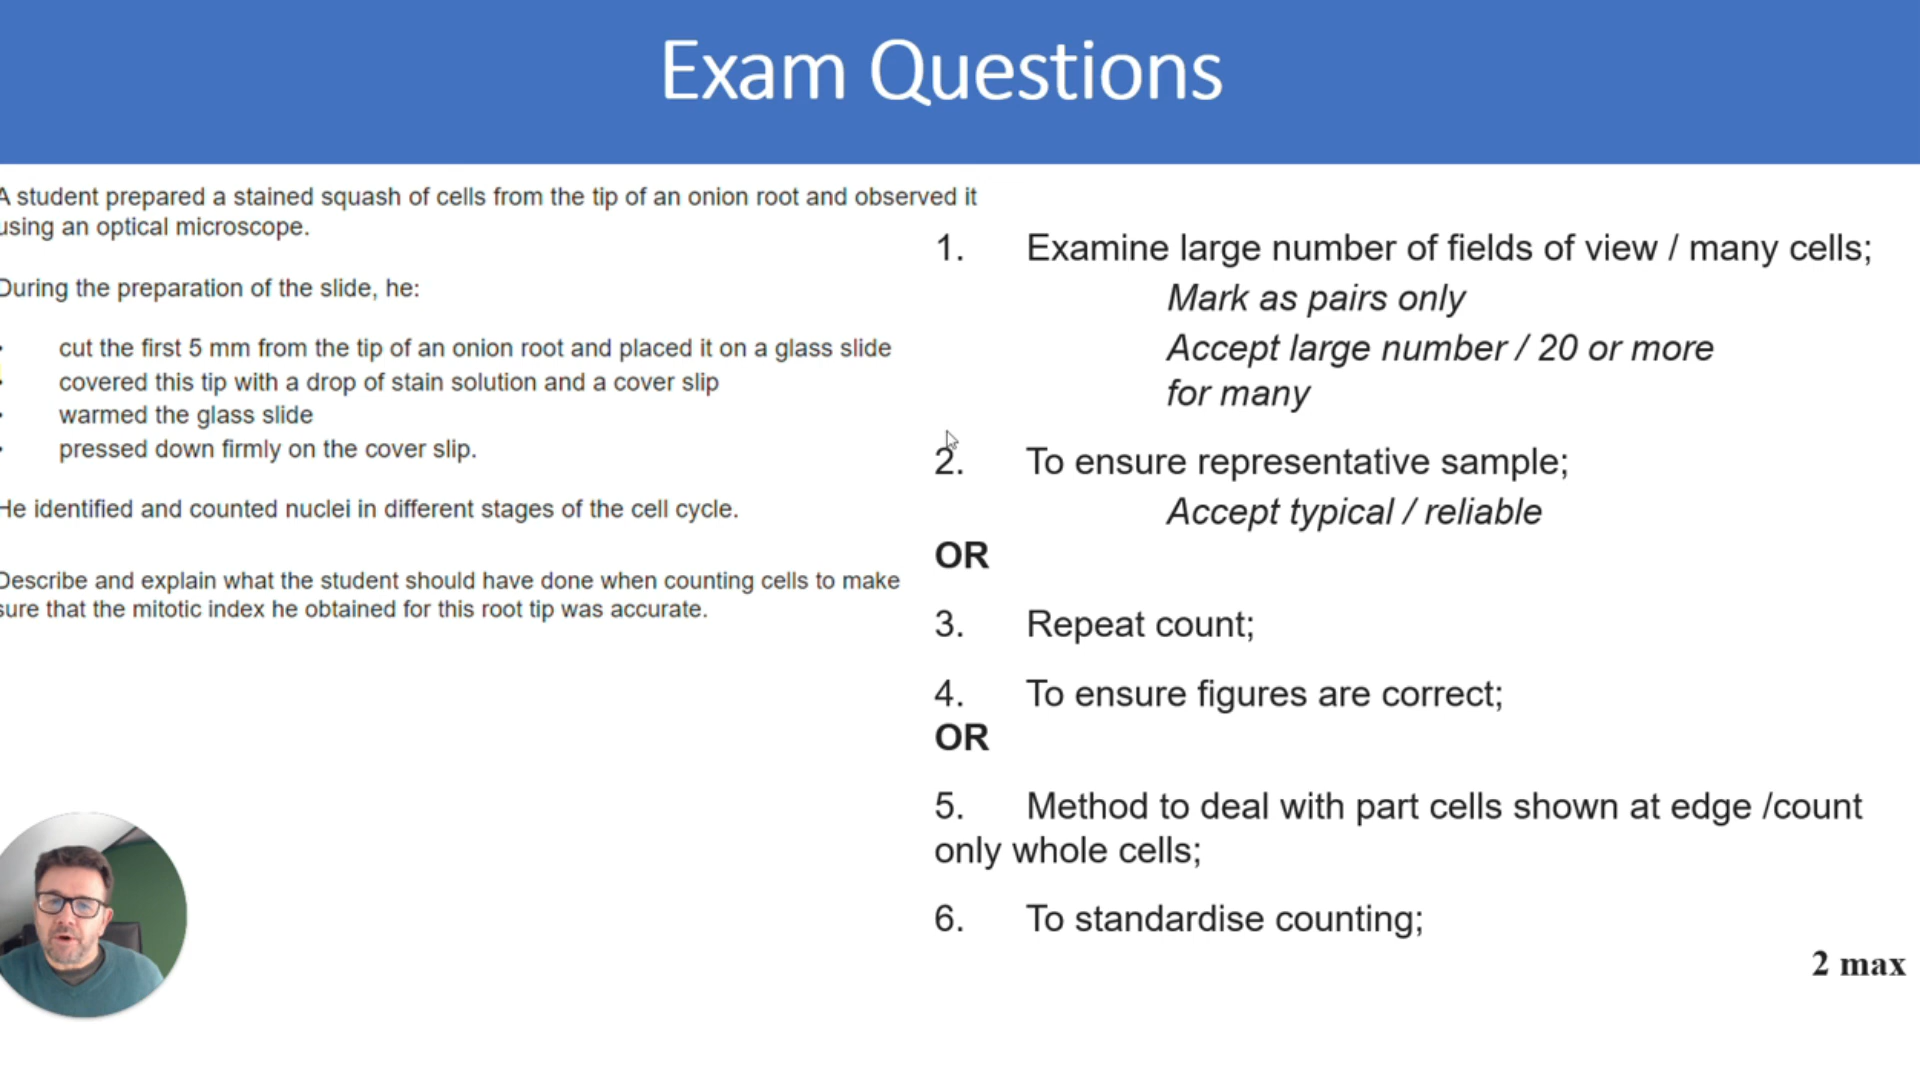 Exam Questions
A student prepared a stained squash of cells from the tip of an onion root and observed it
using an optical microscope.
During the preparation of the slide, he:
cut the first 5 mm from the tip of an onion root and placed it on a glass slide
covered this tip with a drop of stain solution and a cover slip
warmed the glass slide
pressed down firmly on the cover slip.
He identified and counted nuclei in different stages of the cell cycle.
Describe and explain what the student should have done when counting cells to make
sure that the mitotic index he obtained for this root tip was accurate.
1. Examine large number of fields of view / many cells;
Mark as pairs only
Accept large number / 20 or more
for many
2. To ensure representative sample;
Accept typical / reliable
OR
3. Repeat count;
4. To ensure figures are correct;
OR
5. Method to deal with part cells shown at edge /count
only whole cells;
6. To standardise counting;
2 max